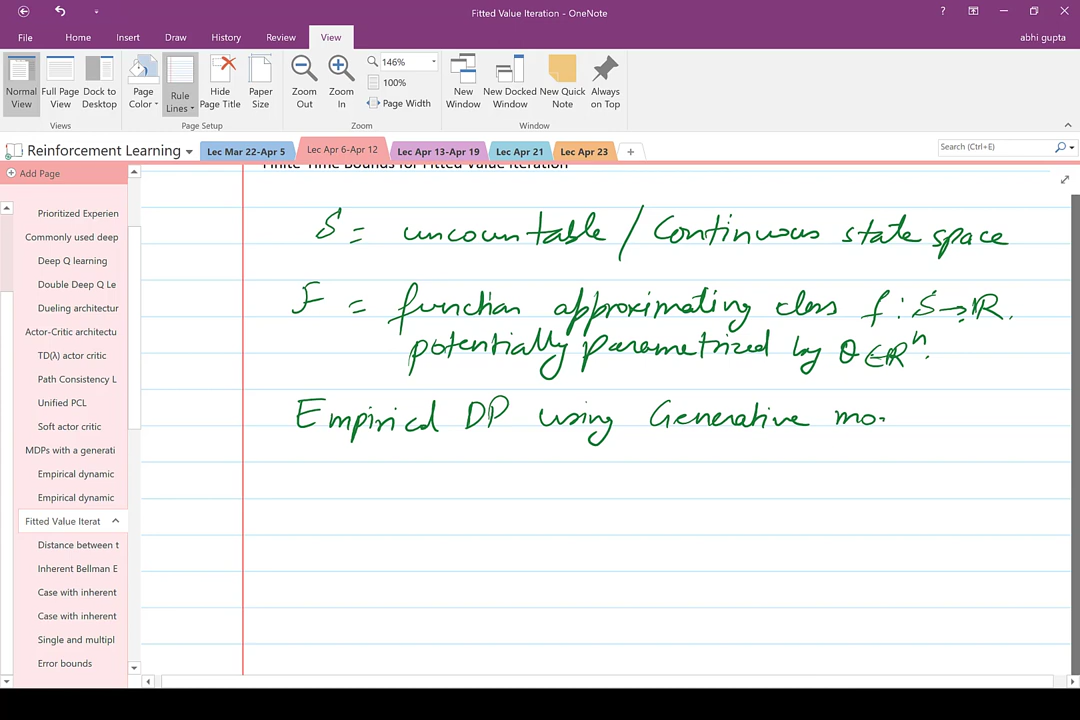 Fitted Value Iteration - OneNote
abhi gupta
File Home Insert Draw History Review View
Normal View
Full Page View
Dock to Desktop
Page Color
Rule Lines
Hide Page Title
Paper Size
Zoom Out
Zoom In
146%
100%
Page Width
New Window
New Docked Window
New Quick Note
Always on Top
Views
Page Setup
Zoom
Window
Reinforcement Learning
Lec Mar 22-Apr 5
Lec Apr 6-Apr 12
Lec Apr 13-Apr 19
Lec Apr 21
Lec Apr 23
Search (Ctrl+E)
Add Page
Prioritized Experien
Commonly used deep
Deep Q learning
Double Deep Q Le
Dueling architectur
Actor-Critic architectu
TD(λ) actor critic
Path Consistency L
Unified PCL
Soft actor critic
MDPs with a generati
Empirical dynamic
Empirical dynamic
Fitted Value Iterat
Distance between t
Inherent Bellman E
Case with inherent
Case with inherent
Single and multipl
Error bounds
Finite Time Bounds for Fitted Value Iteration
S = uncountable / Continuous state space
F = function approximating class f : S → R.
potentially parametrized by θ ∈ R^n.
Empirical DP using Generative mo